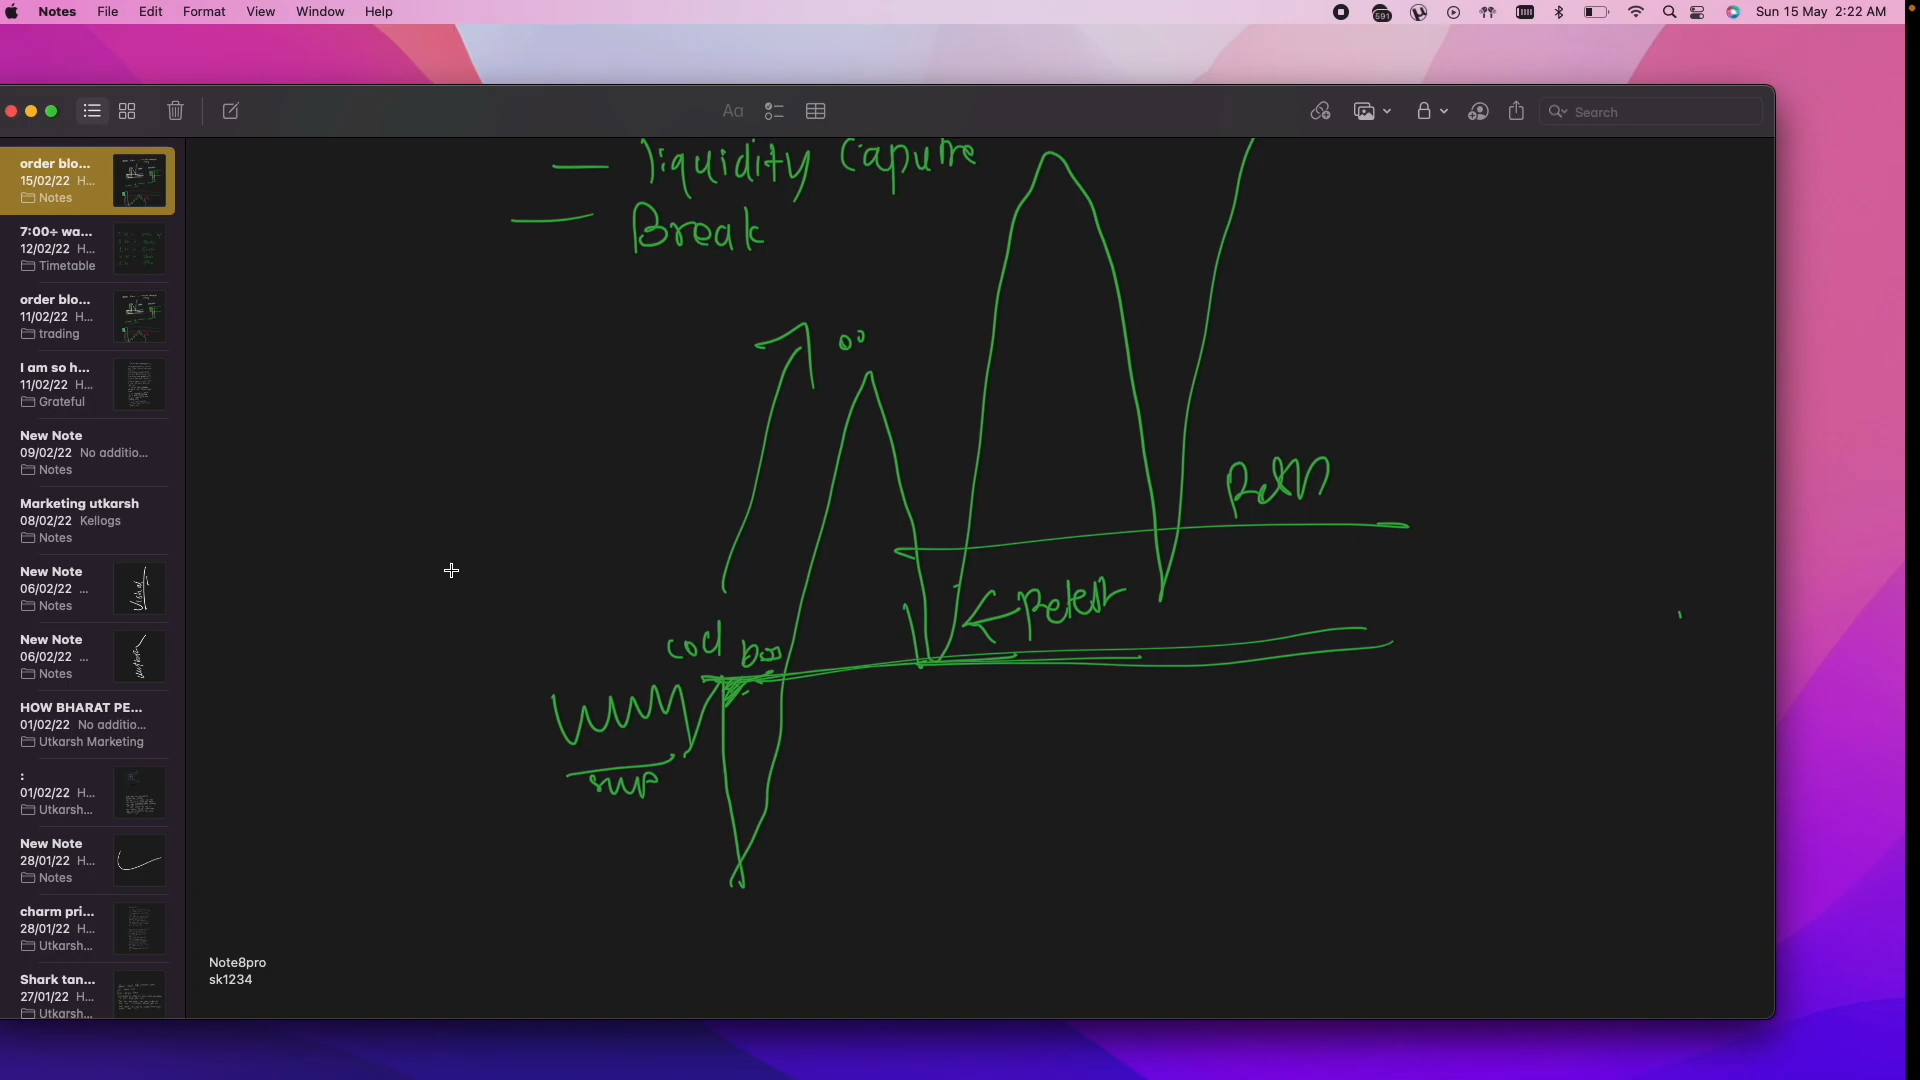 Notes File Edit Format View Window Help
591
Sun 15 May 2:22 AM
Aa
Search
order blo...
15/02/22 H...
Notes
7:00÷ wa...
12/02/22 H...
Timetable
order blo...
11/02/22 H...
trading
I am so h...
11/02/22 H...
Grateful
New Note
09/02/22 No additio...
Notes
Marketing utkarsh
08/02/22 Kellogs
Notes
New Note
06/02/22 ...
Notes
New Note
06/02/22 ...
Notes
HOW BHARAT PE...
01/02/22 No additio...
Utkarsh Marketing
:
01/02/22 H...
Utkarsh...
New Note
28/01/22 H...
Notes
charm pri...
28/01/22 H...
Utkarsh...
Shark tan...
27/01/22 H...
Utkarsh...
liquidity Capume
Break
Retest
sup
Note8pro
sk1234